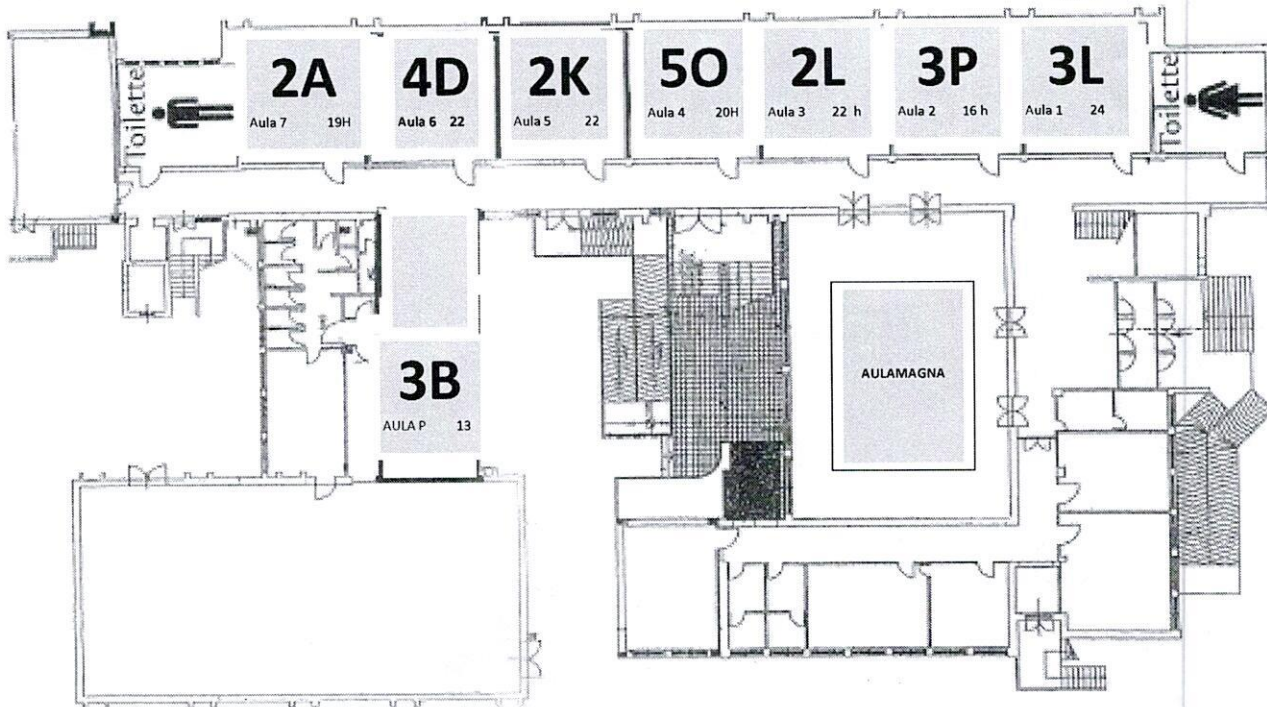 Toilette
2A
Aula 7 19H
4D
Aula 6 22
2K
Aula 5 22
5O
Aula 4 20H
2L
Aula 3 22 h
3P
Aula 2 16 h
3L
Aula 1 24
Toilette
3B
AULA P 13
AULAMAGNA